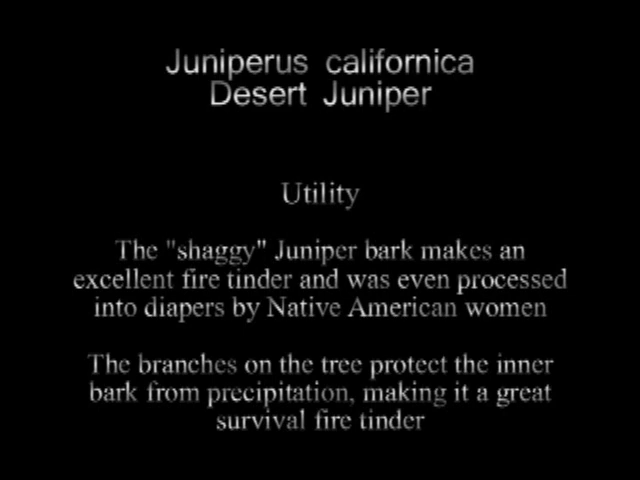 Juniperus californica
Desert Juniper
Utility
The "shaggy" Juniper bark makes an
excellent fire tinder and was even processed
into diapers by Native American women
The branches on the tree protect the inner
bark from precipitation, making it a great
survival fire tinder